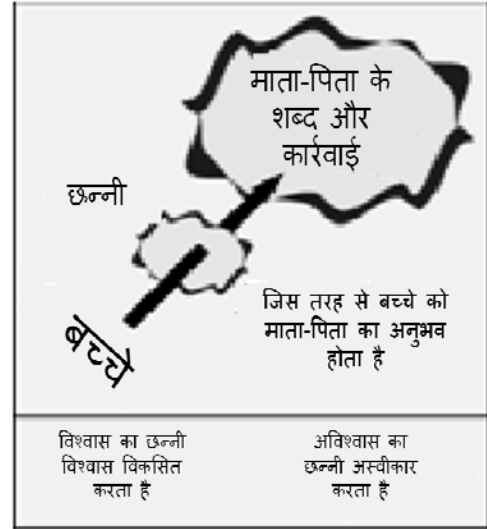 माता-पिता के
शब्द और
कार्रवाई
छन्नी
बच्चे
जिस तरह से बच्चे को
माता-पिता का अनुभव
होता है
विश्वास का छन्नी
विश्वास विकसित
करता है
अविश्वास का
छन्नी अस्वीकार
करता है